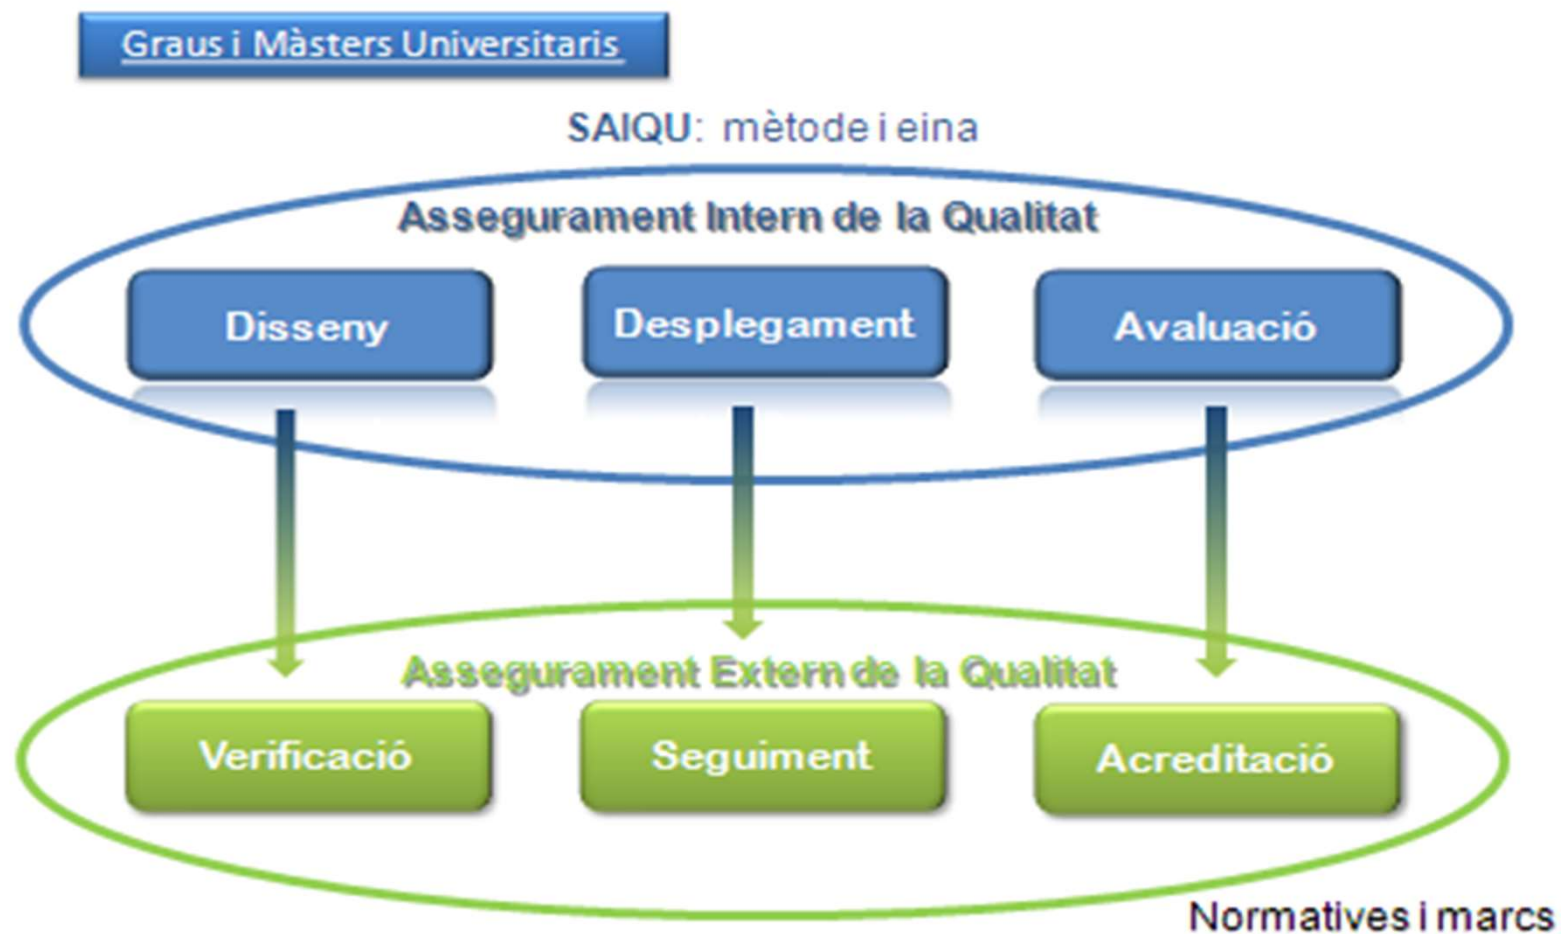 Graus i Màsters Universitaris
SAIQU: mètode i eina
Assegurament Intern de la Qualitat
Disseny
Desplegament
Avaluació
Assegurament Extern de la Qualitat
Verificació
Seguiment
Acreditació
Normatives i marcs